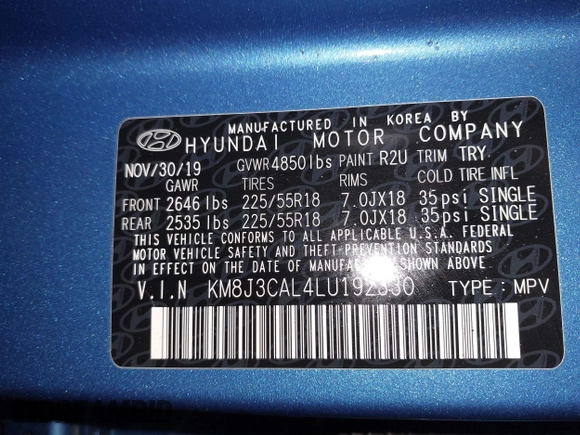 MANUFACTURED IN KOREA BY
HYUNDAI MOTOR COMPANY
NOV/30/19 GVWR 4850lbs PAINT R2U TRIM TRY
GAWR TIRES RIMS COLD TIRE INFL
FRONT 2646 lbs 225/55R18 7.0JX18 35psi SINGLE
REAR 2535 lbs 225/55R18 7.0JX18 35psi SINGLE
THIS VEHICLE CONFORMS TO ALL APPLICABLE U.S.A. FEDERAL
MOTOR VEHICLE SAFETY AND THEFT PREVENTION STANDARDS
IN EFFECT ON THE DATE OF MANUFACTURE SHOWN ABOVE.
V.I.N KM8J3CAL4LU192330 TYPE : MPV